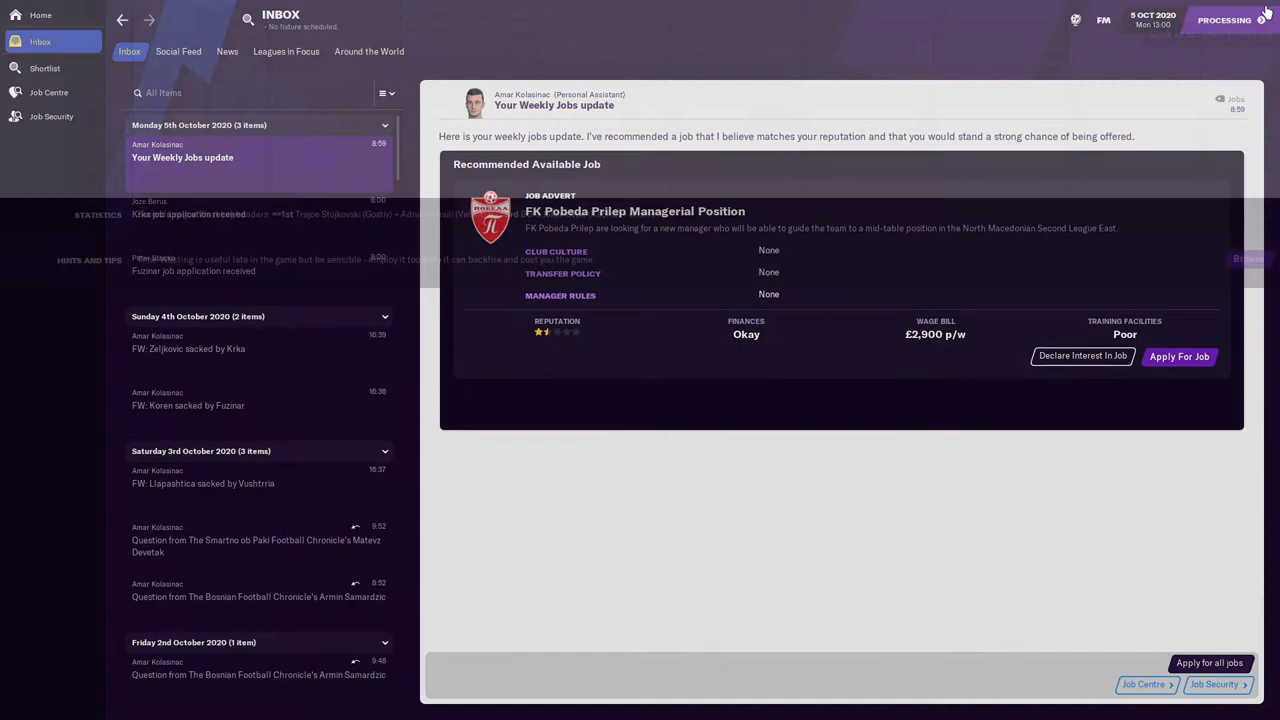 Home
Inbox
Shortlist
Job Centre
Job Security
INBOX
- No fixture scheduled.
FM
5 OCT 2020
Mon 13:00
PROCESSING
Inbox
Social Feed
News
Leagues in Focus
Around the World
All Items
Monday 5th October 2020 (3 items)
Amar Kolasinac
8:59
Your Weekly Jobs update
Joze Berus
8:00
Krka job application received
Peter Stocko
8:00
Fuzinar job application received
Sunday 4th October 2020 (2 items)
Amar Kolasinac
16:39
FW: Zeljkovic sacked by Krka
Amar Kolasinac
16:36
FW: Koren sacked by Fuzinar
Saturday 3rd October 2020 (3 items)
Amar Kolasinac
16:37
FW: Llapashtica sacked by Vushtrria
Amar Kolasinac
9:52
Question from The Smartno ob Paki Football Chronicle's Matevz
Devetak
Amar Kolasinac
8:52
Question from The Bosnian Football Chronicle's Armin Samardzic
Friday 2nd October 2020 (1 item)
Amar Kolasinac
9:48
Question from The Bosnian Football Chronicle's Armin Samardzic
STATISTICS
HINTS AND TIPS
Browse
Amar Kolasinac (Personal Assistant)
Your Weekly Jobs update
Jobs
8:59
Here is your weekly jobs update. I've recommended a job that I believe matches your reputation and that you would stand a strong chance of being offered.
Recommended Available Job
JOB ADVERT
FK Pobeda Prilep Managerial Position
FK Pobeda Prilep are looking for a new manager who will be able to guide the team to a mid-table position in the North Macedonian Second League East.
CLUB CULTURE
None
TRANSFER POLICY
None
MANAGER RULES
None
REPUTATION
FINANCES
Okay
WAGE BILL
£2,900 p/w
TRAINING FACILITIES
Poor
Declare Interest In Job
Apply For Job
Apply for all jobs
Job Centre
Job Security